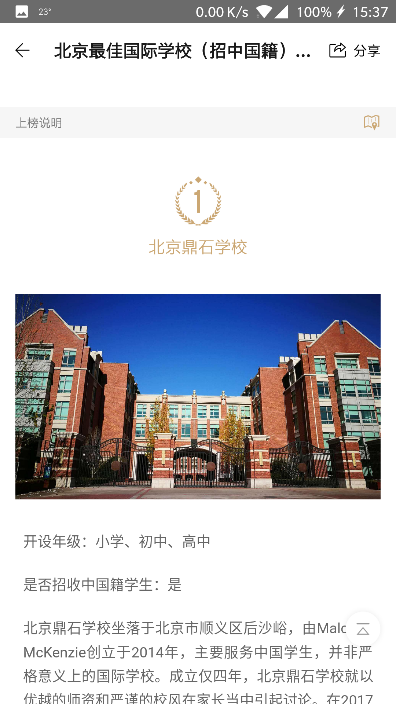 23° 0.00 K/s 100% 15:37
北京最佳国际学校（招中国籍）... 分享
上榜说明
1
北京鼎石学校
开设年级：小学、初中、高中
是否招收中国籍学生：是
北京鼎石学校坐落于北京市顺义区后沙峪，由Malc
McKenzie创立于2014年，主要服务中国学生，并非严
格意义上的国际学校。成立仅四年，北京鼎石学校就以
优越的师资和严谨的校风在家长当中引起讨论。在2017